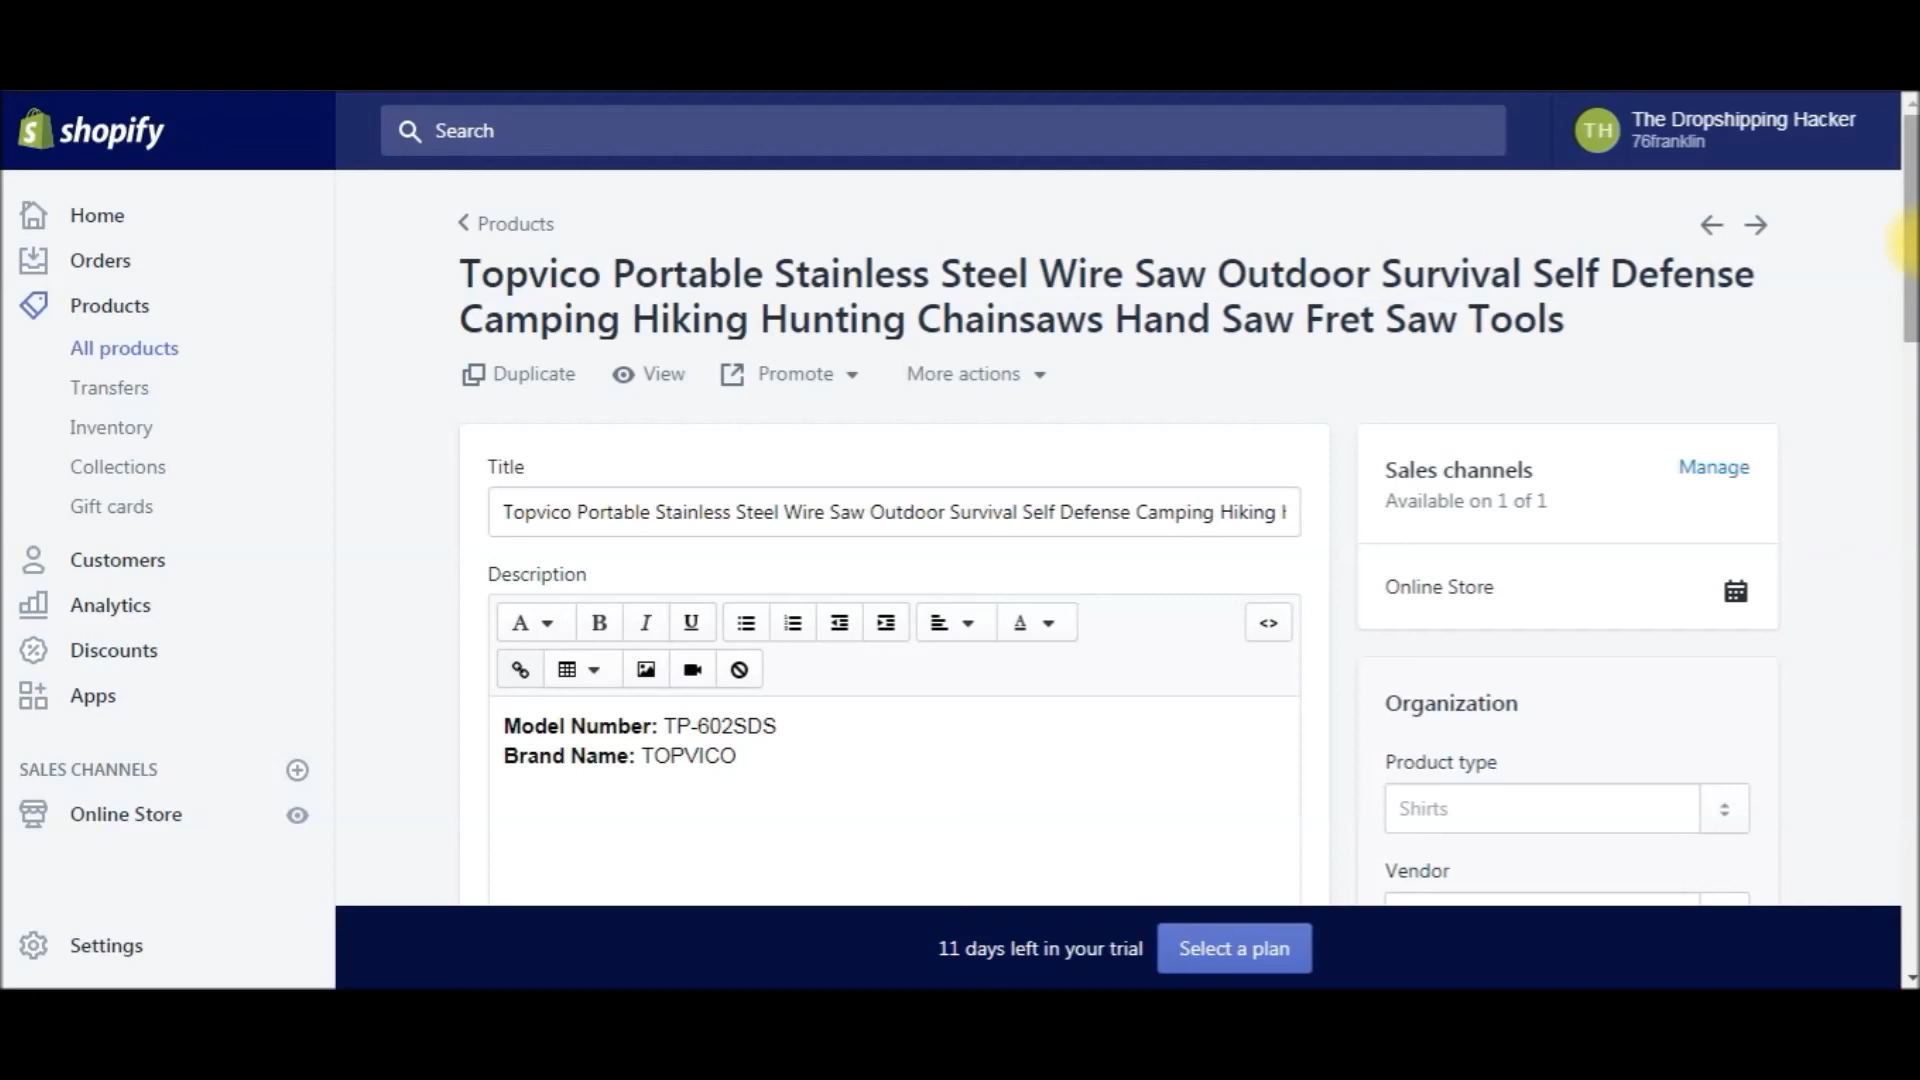 shopify
Search
TH
The Dropshipping Hacker
76franklin
Home
Orders
Products
All products
Transfers
Inventory
Collections
Gift cards
Customers
Analytics
Discounts
Apps
SALES CHANNELS
Online Store
Settings
Products
Topvico Portable Stainless Steel Wire Saw Outdoor Survival Self Defense
Camping Hiking Hunting Chainsaws Hand Saw Fret Saw Tools
Duplicate View Promote More actions
Title
Topvico Portable Stainless Steel Wire Saw Outdoor Survival Self Defense Camping Hiking
Description
A B I U A <>
Model Number: TP-602SDS
Brand Name: TOPVICO
Sales channels Manage
Available on 1 of 1
Online Store
Organization
Product type
Shirts
Vendor
11 days left in your trial Select a plan